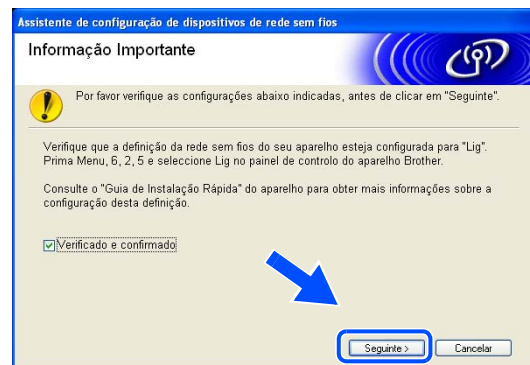 Assistente de configuração de dispositivos de rede sem fios
Informação Importante
Por favor verifique as configurações abaixo indicadas, antes de clicar em "Seguinte".
Verifique que a definição da rede sem fios do seu aparelho esteja configurada para "Lig".
Prima Menu, 6, 2, 5 e seleccione Lig no painel de controlo do aparelho Brother.
Consulte o "Guia de Instalação Rápida" do aparelho para obter mais informações sobre a
configuração desta definição.
Verificado e confirmado
Seguinte >
Cancelar